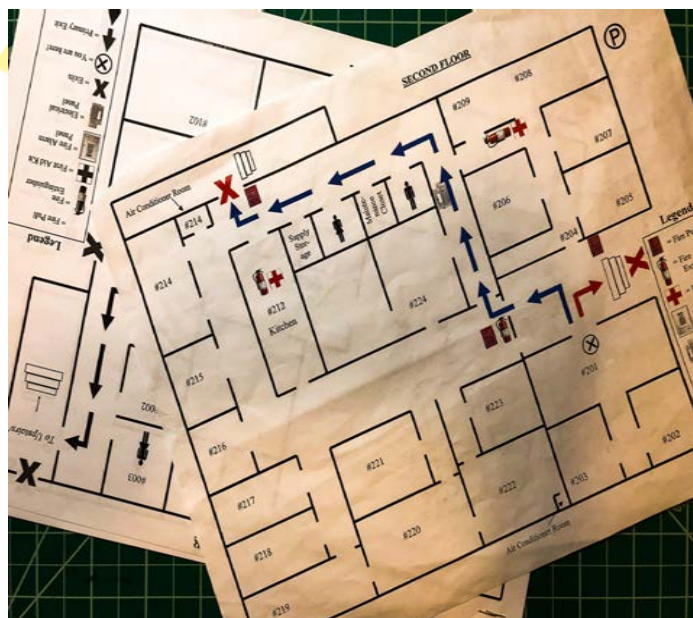 SECOND FLOOR
P
#209
#208
#207
#206
#205
#204
Air Conditioner Room
#214
#214
Supply
Stor-
age
Mainte-
nance
Closet
#212
Kitchen
#224
#215
#216
#217
#218
#219
#220
#221
#222
#223
#201
#202
#203
Air Conditioner Room
Legend
= Fire
= Fire
= Primary Exit
= You are here!
= Exits
= Electrical
Panel
= Fire Alarm
Panel
= First Aid Kit
= Fire
Extinguisher
= Fire Pull
Legend
#102
#003
To Upstairs